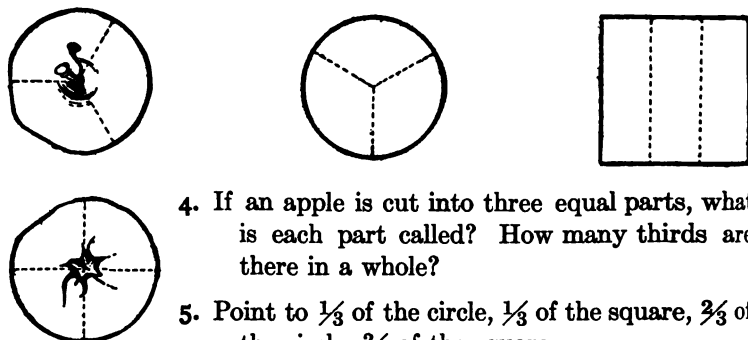 4. If an apple is cut into three equal parts, what
is each part called? How many thirds are
there in a whole?
5. Point to ⅓ of the circle, ⅓ of the square, ⅔ of